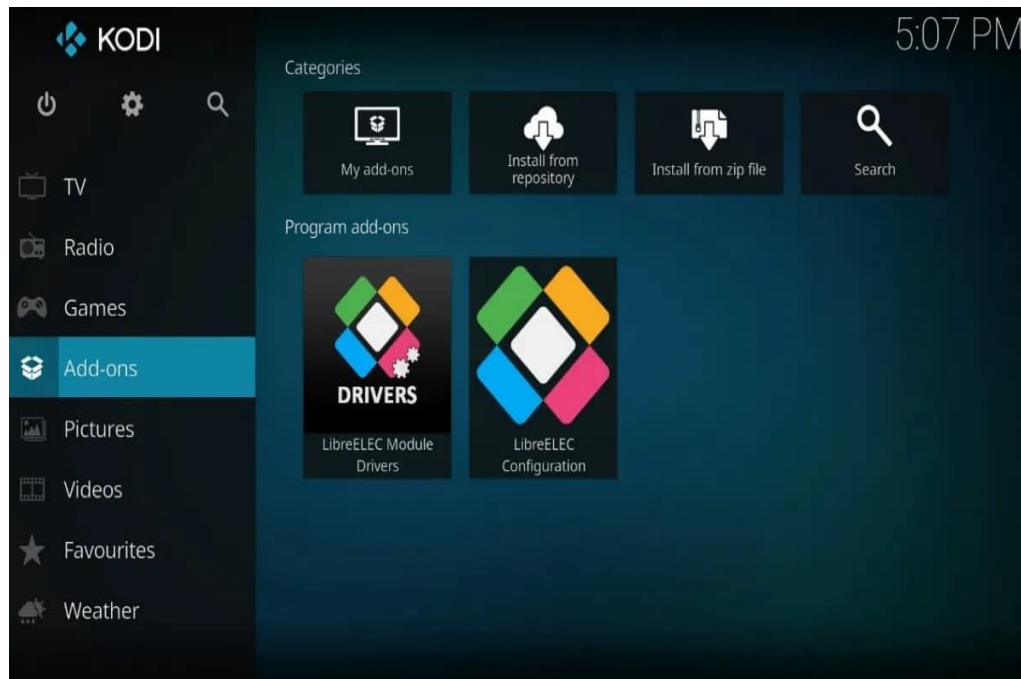 KODI
5:07 PM
Categories
My add-ons
Install from
repository
Install from zip file
Search
TV
Radio
Games
Add-ons
Pictures
Videos
Favourites
Weather
Program add-ons
DRIVERS
LibreELEC Module
Drivers
LibreELEC
Configuration